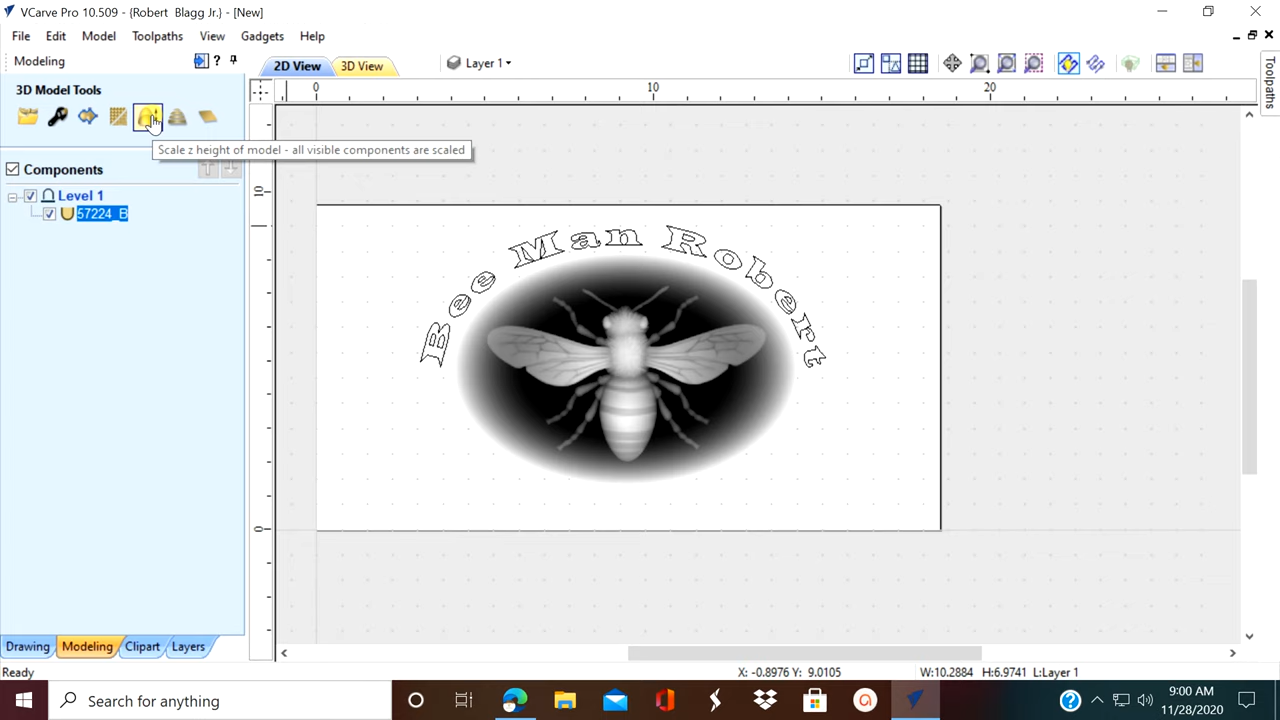 VCarve Pro 10.509 - {Robert Blagg Jr.} - [New]
File Edit Model Toolpaths View Gadgets Help
Modeling ?
2D View 3D View Layer 1
3D Model Tools
0 10 20
Scale z height of model - all visible components are scaled
Components
Level 1
57224_B
10
0
Bee Man Robert
Toolpaths
Drawing Modeling Clipart Layers
Ready X: -0.8976 Y: 9.0105 W:10.2884 H:6.9741 L:Layer 1
Search for anything
9:00 AM
11/28/2020